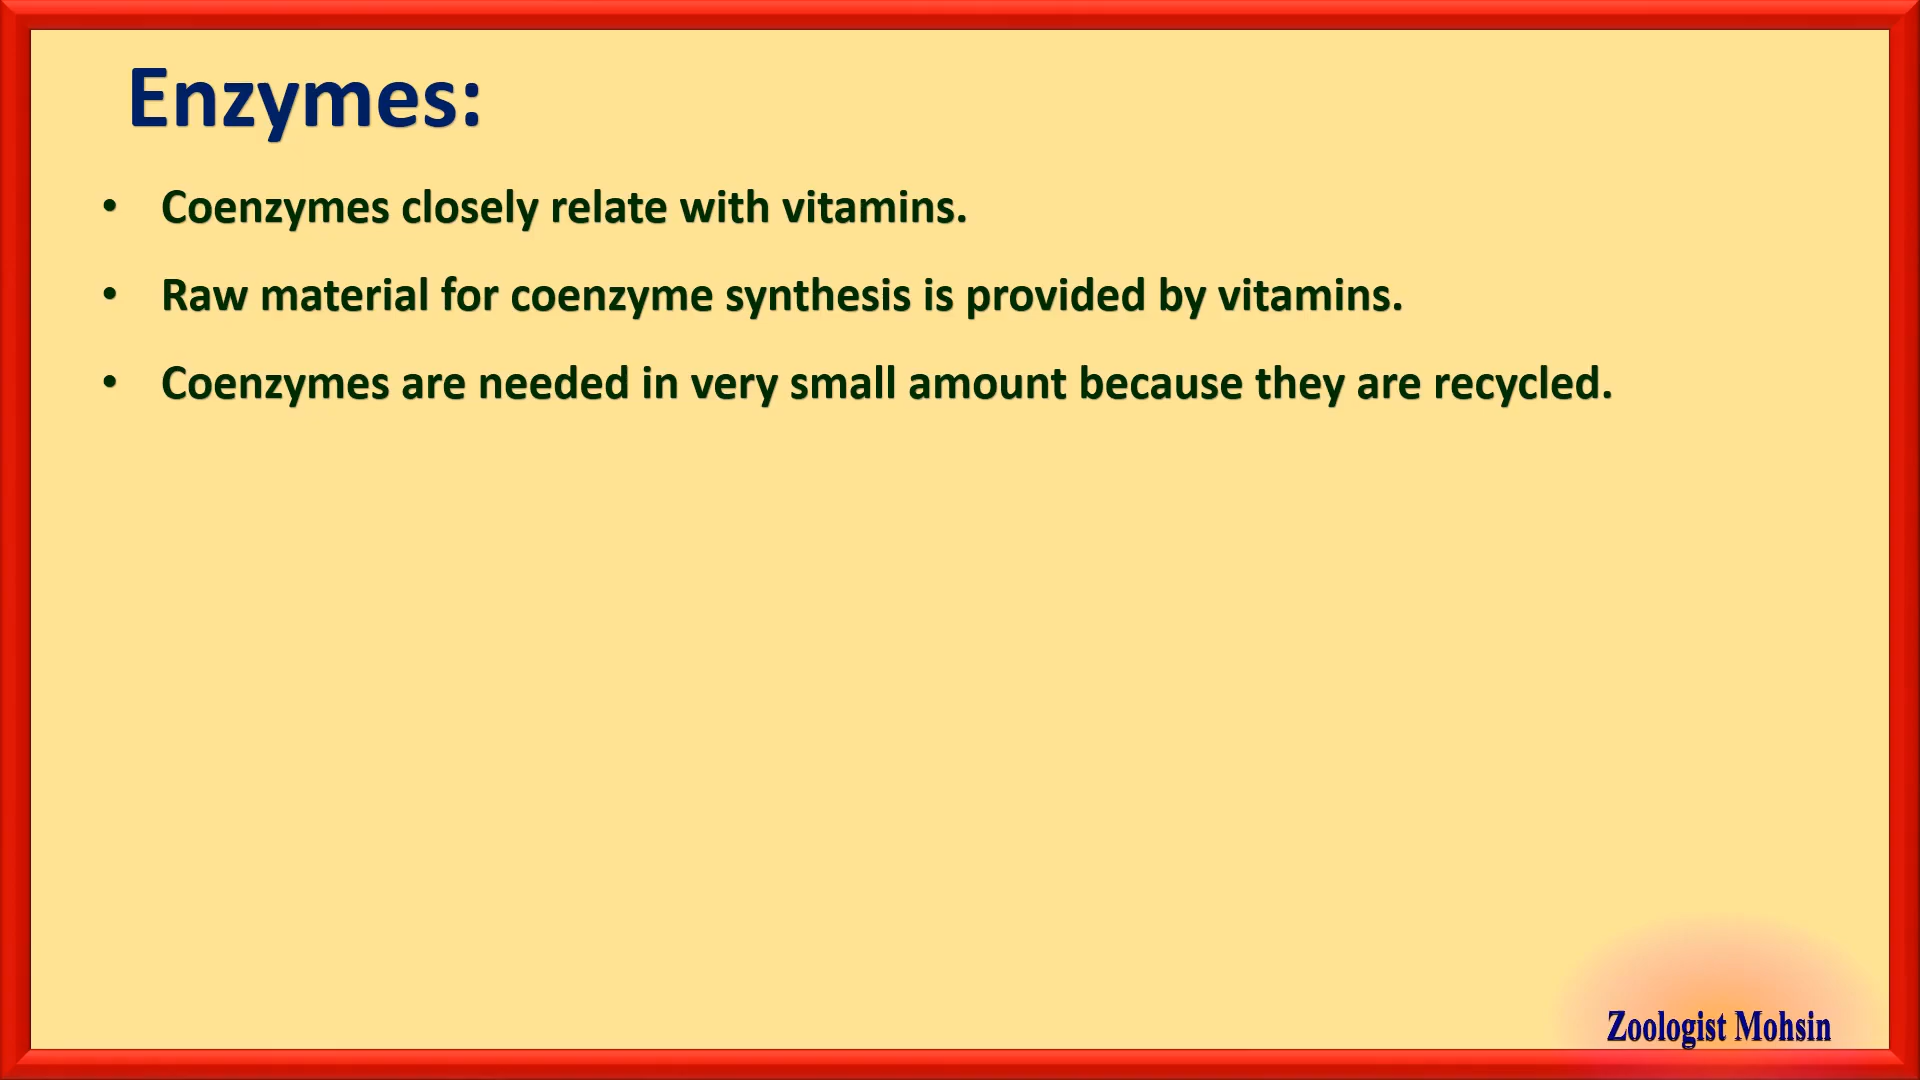 Enzymes:
• Coenzymes closely relate with vitamins.
• Raw material for coenzyme synthesis is provided by vitamins.
• Coenzymes are needed in very small amount because they are recycled.
Zoologist Mohsin